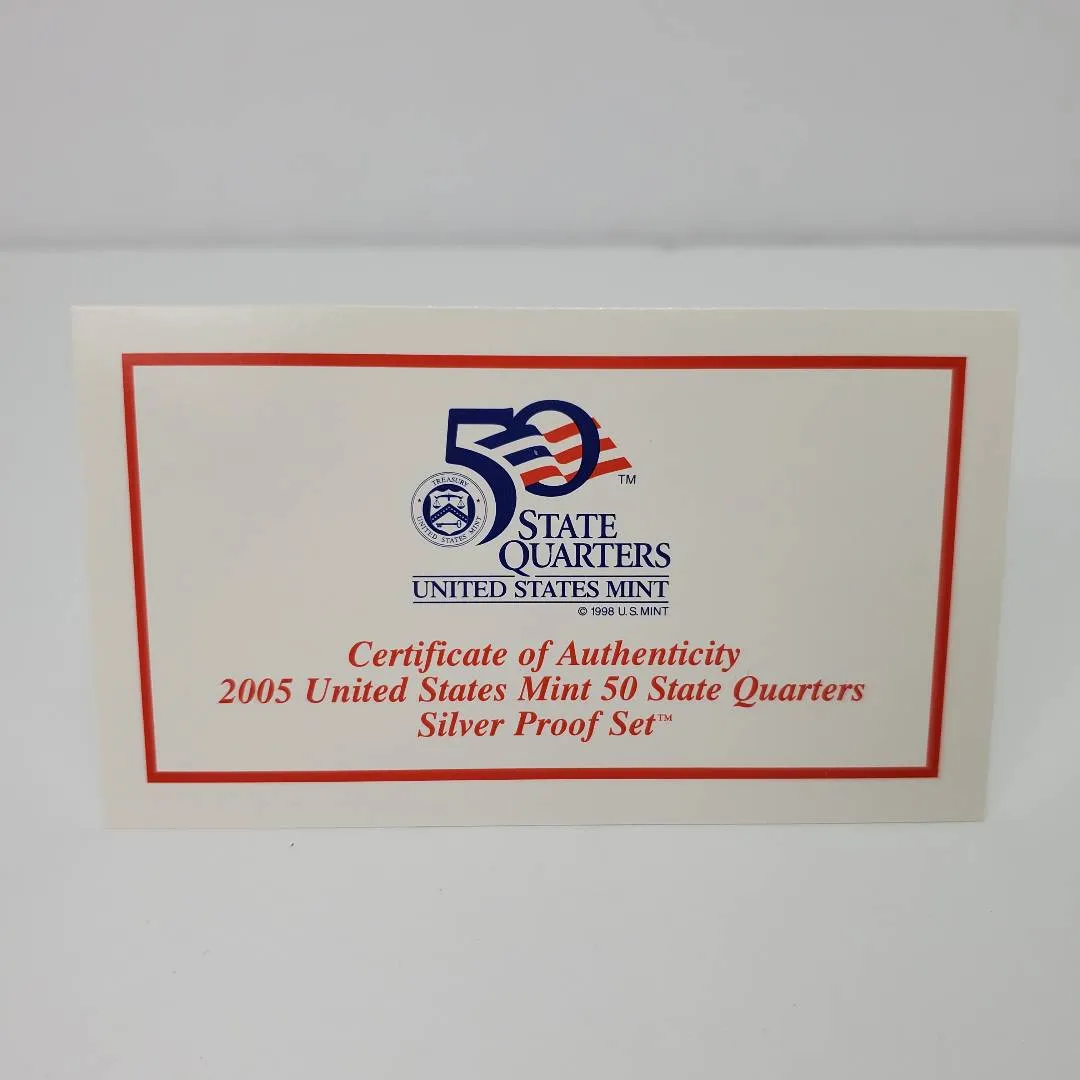 50
TM
TREASURY
UNITED STATES MINT
STATE
QUARTERS
UNITED STATES MINT
© 1998 U.S. MINT
Certificate of Authenticity
2005 United States Mint 50 State Quarters
Silver Proof Set™